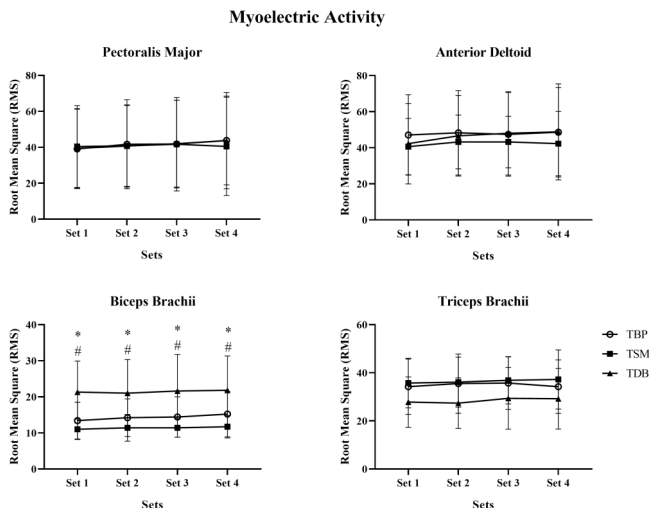 Myoelectric Activity
Pectoralis Major
Root Mean Square (RMS)
80
60
40
20
0
Set 1 Set 2 Set 3 Set 4
Sets
Anterior Deltoid
Root Mean Square (RMS)
80
60
40
20
0
Set 1 Set 2 Set 3 Set 4
Sets
Biceps Brachii
Root Mean Square (RMS)
40
30
20
10
0
* * * *
# # # #
Set 1 Set 2 Set 3 Set 4
Sets
Triceps Brachii
Root Mean Square (RMS)
60
40
20
0
Set 1 Set 2 Set 3 Set 4
Sets
TBP
TSM
TDB